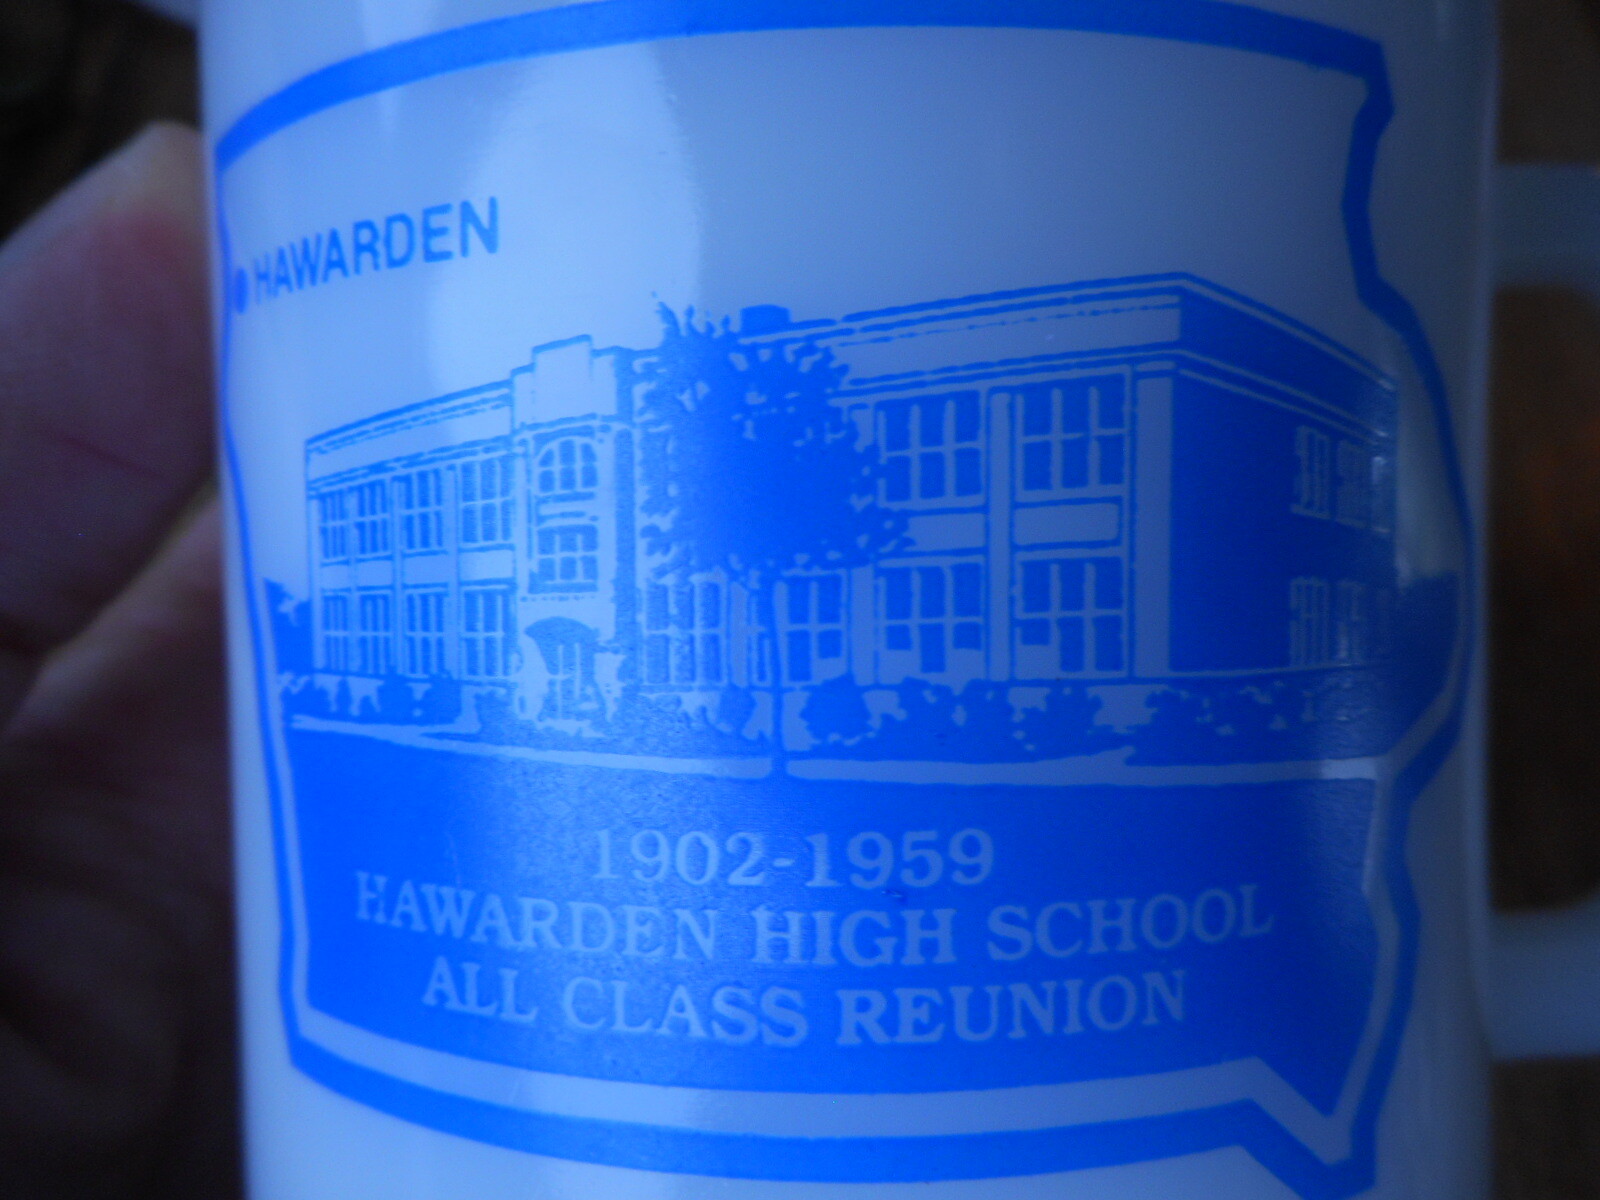 HAWARDEN
1902-1959
HAWARDEN HIGH SCHOOL
ALL CLASS REUNION